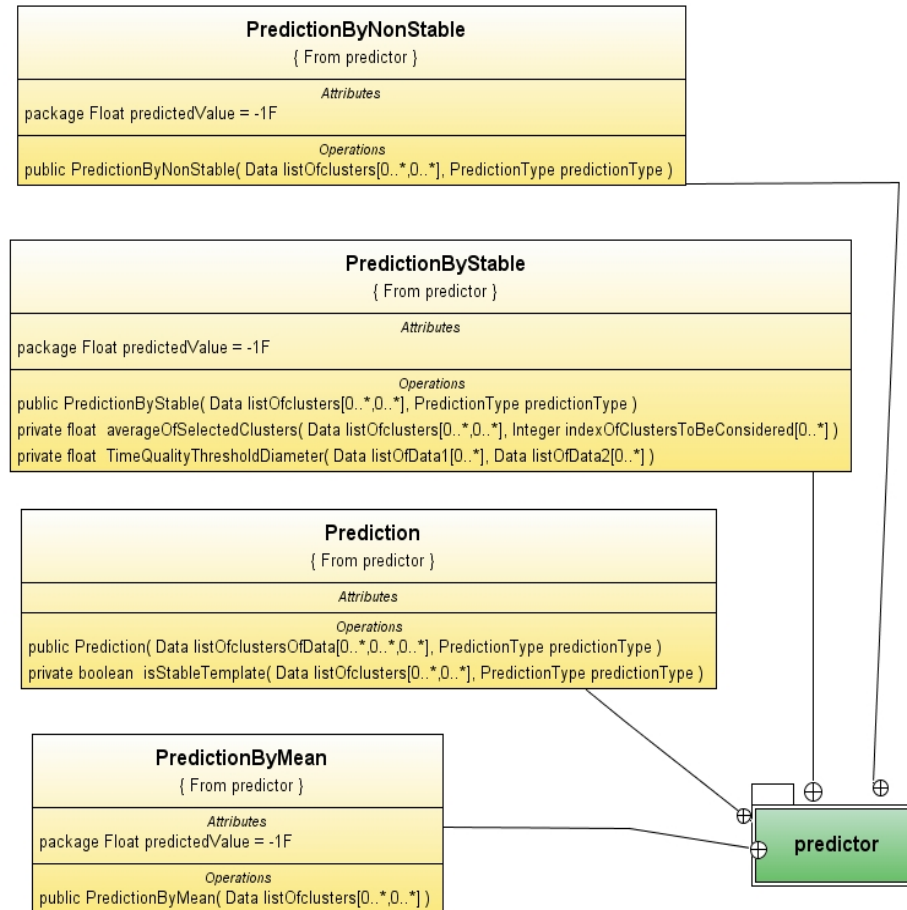 PredictionByNonStable
{ From predictor }
Attributes
package Float predictedValue = -1F
Operations
public PredictionByNonStable( Data listOfclusters[0..*,0..*], PredictionType predictionType )
PredictionByStable
{ From predictor }
Attributes
package Float predictedValue = -1F
Operations
public PredictionByStable( Data listOfclusters[0..*,0..*], PredictionType predictionType )
private float averageOfSelectedClusters( Data listOfclusters[0..*,0..*], Integer indexOfClustersToBeConsidered[0..*] )
private float TimeQualityThresholdDiameter( Data listOfData1[0..*], Data listOfData2[0..*] )
Prediction
{ From predictor }
Attributes
Operations
public Prediction( Data listOfclustersOfData[0..*,0..*,0..*], PredictionType predictionType )
private boolean isStableTemplate( Data listOfclusters[0..*,0..*], PredictionType predictionType )
PredictionByMean
{ From predictor }
Attributes
package Float predictedValue = -1F
Operations
public PredictionByMean( Data listOfclusters[0..*,0..*] )
predictor